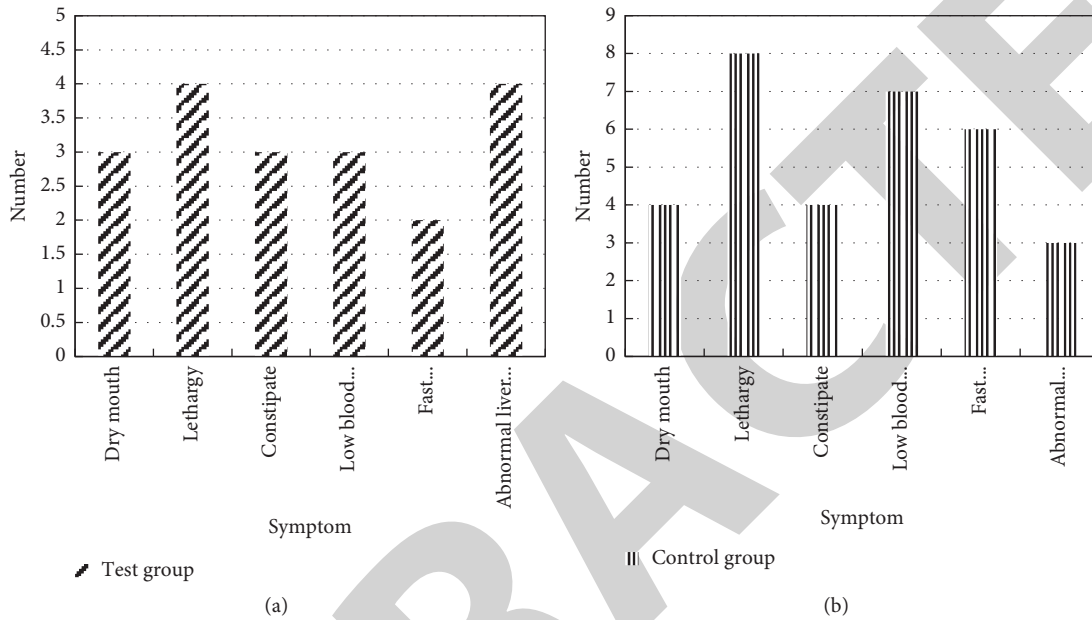 5
4.5
4
3.5
3
2.5
2
1.5
1
0.5
0
Number
Dry mouth
Lethargy
Constipate
Low blood...
Fast...
Abnormal liver...
Symptom
Test group
(a)
9
8
7
6
5
4
3
2
1
0
Number
Dry mouth
Lethargy
Constipate
Low blood...
Fast...
Abnormal...
Symptom
Control group
(b)
RACTE